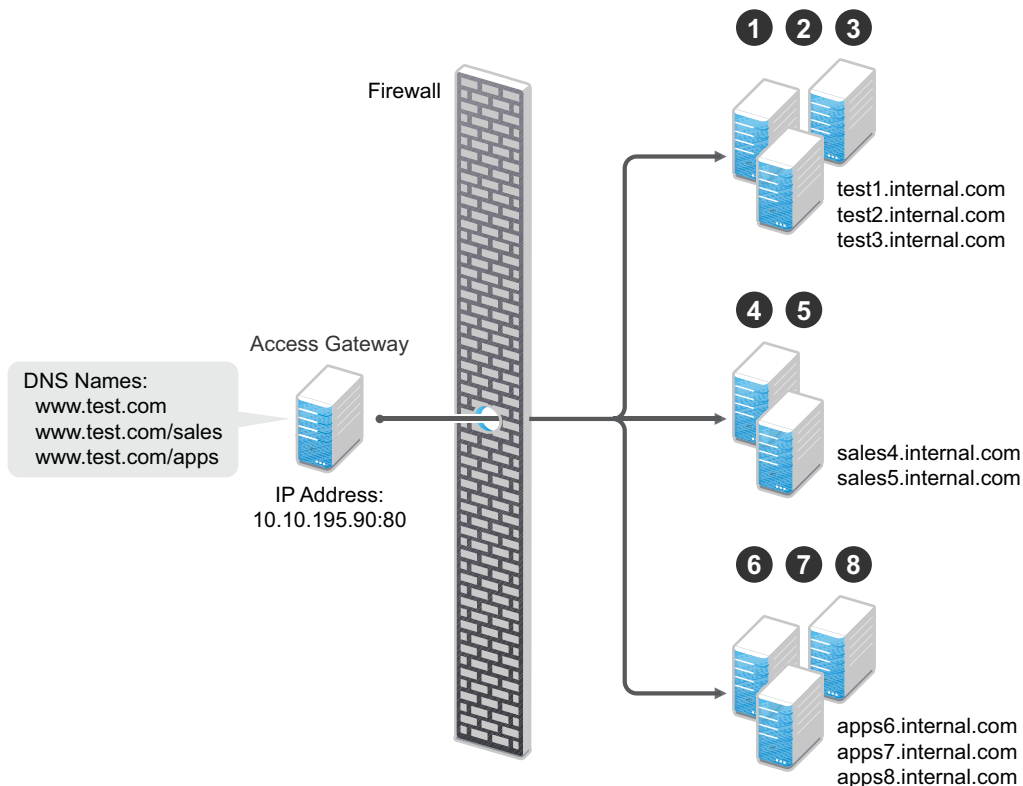 1 2 3
Firewall
test1.internal.com
test2.internal.com
test3.internal.com
4 5
Access Gateway
DNS Names:
www.test.com
www.test.com/sales
www.test.com/apps
IP Address:
10.10.195.90:80
sales4.internal.com
sales5.internal.com
6 7 8
apps6.internal.com
apps7.internal.com
apps8.internal.com